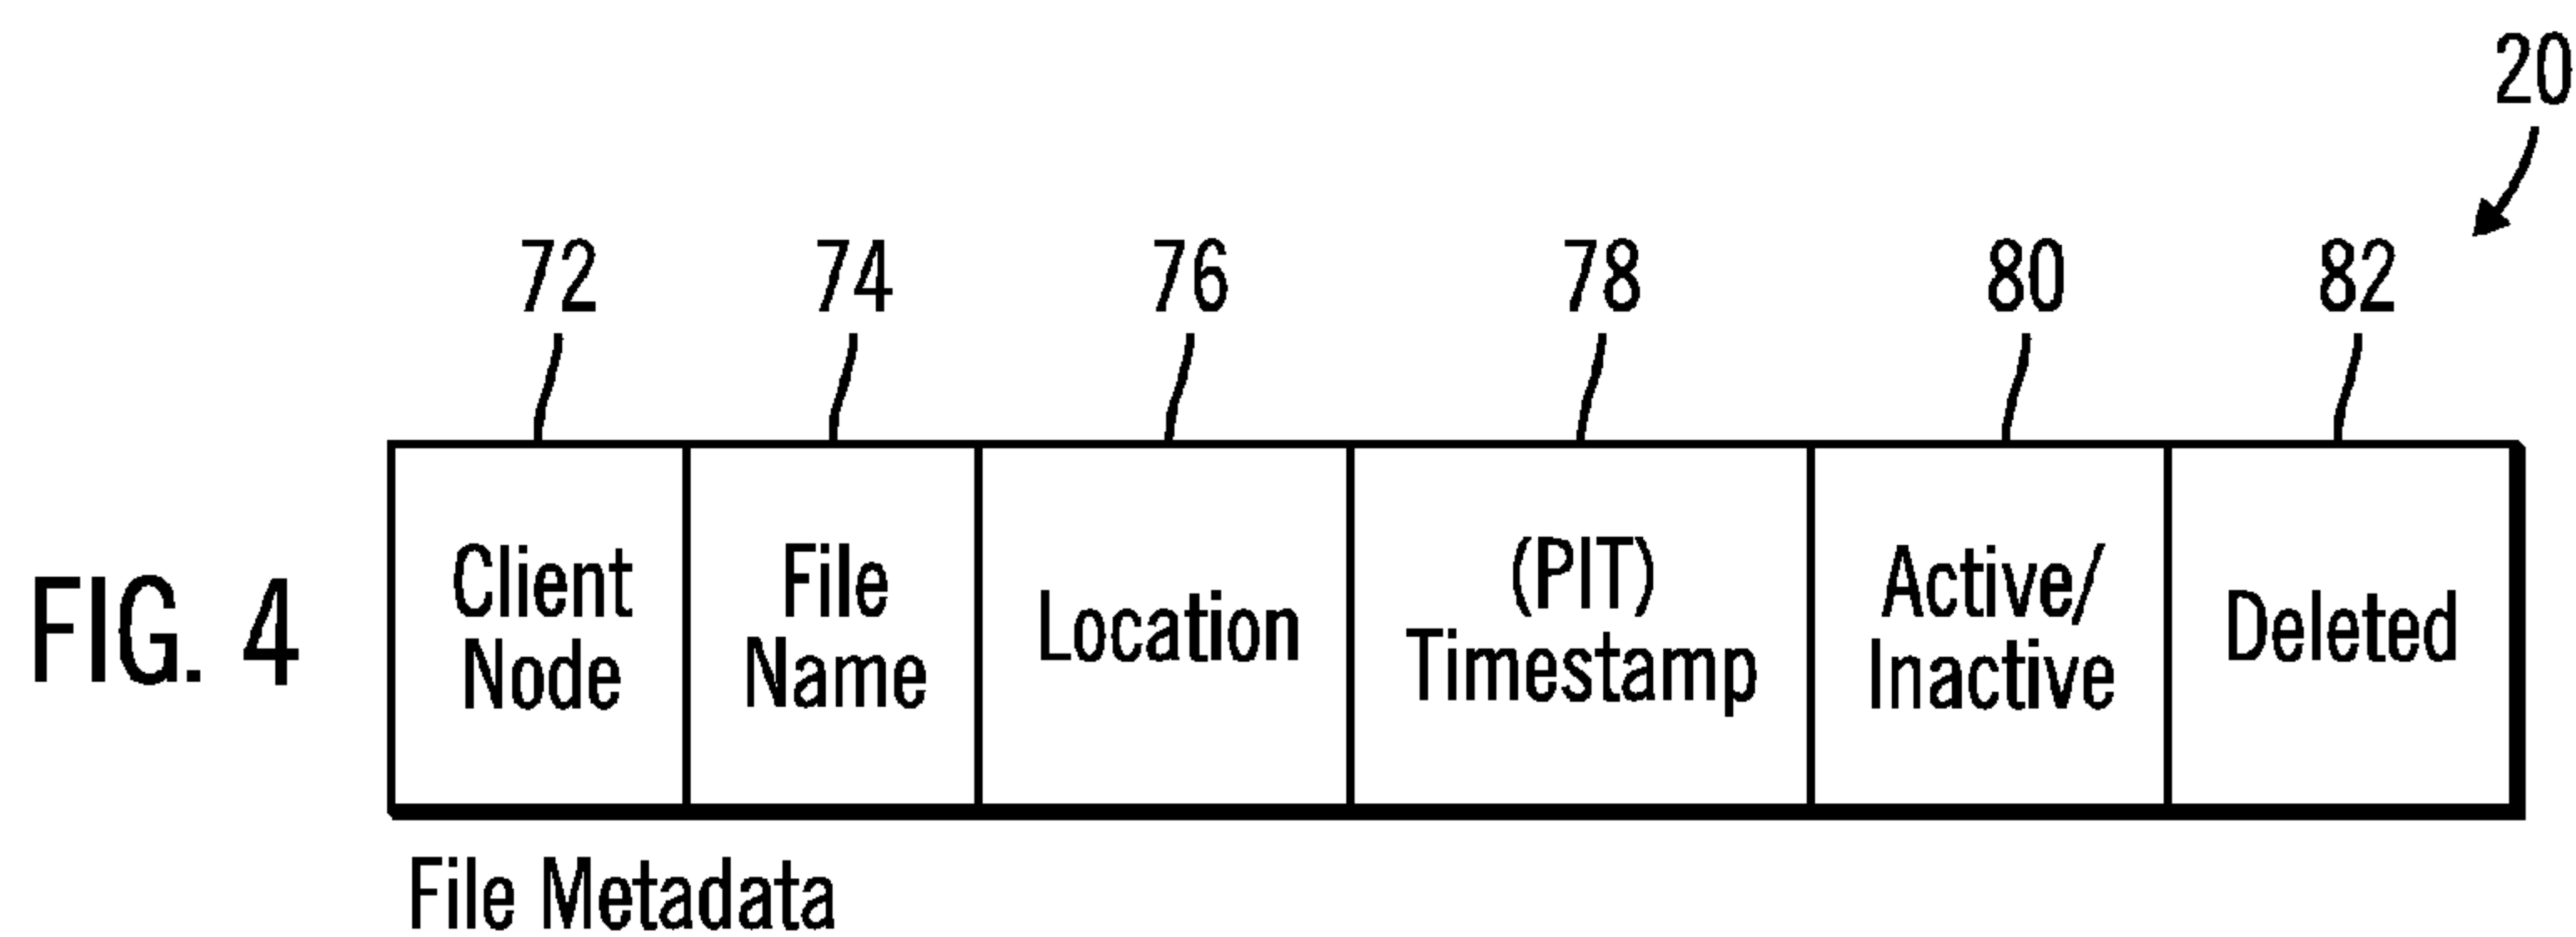 20
72 74 76 78 80 82
FIG. 4
Client
Node
File
Name
Location
(PIT)
Timestamp
Active/
Inactive
Deleted
File Metadata